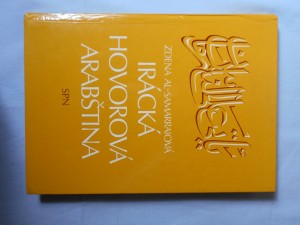 ZDENA AL-SAMARRAIOVÁ
IRÁCKÁ
HOVOROVÁ
ARABŠTINA
SPN